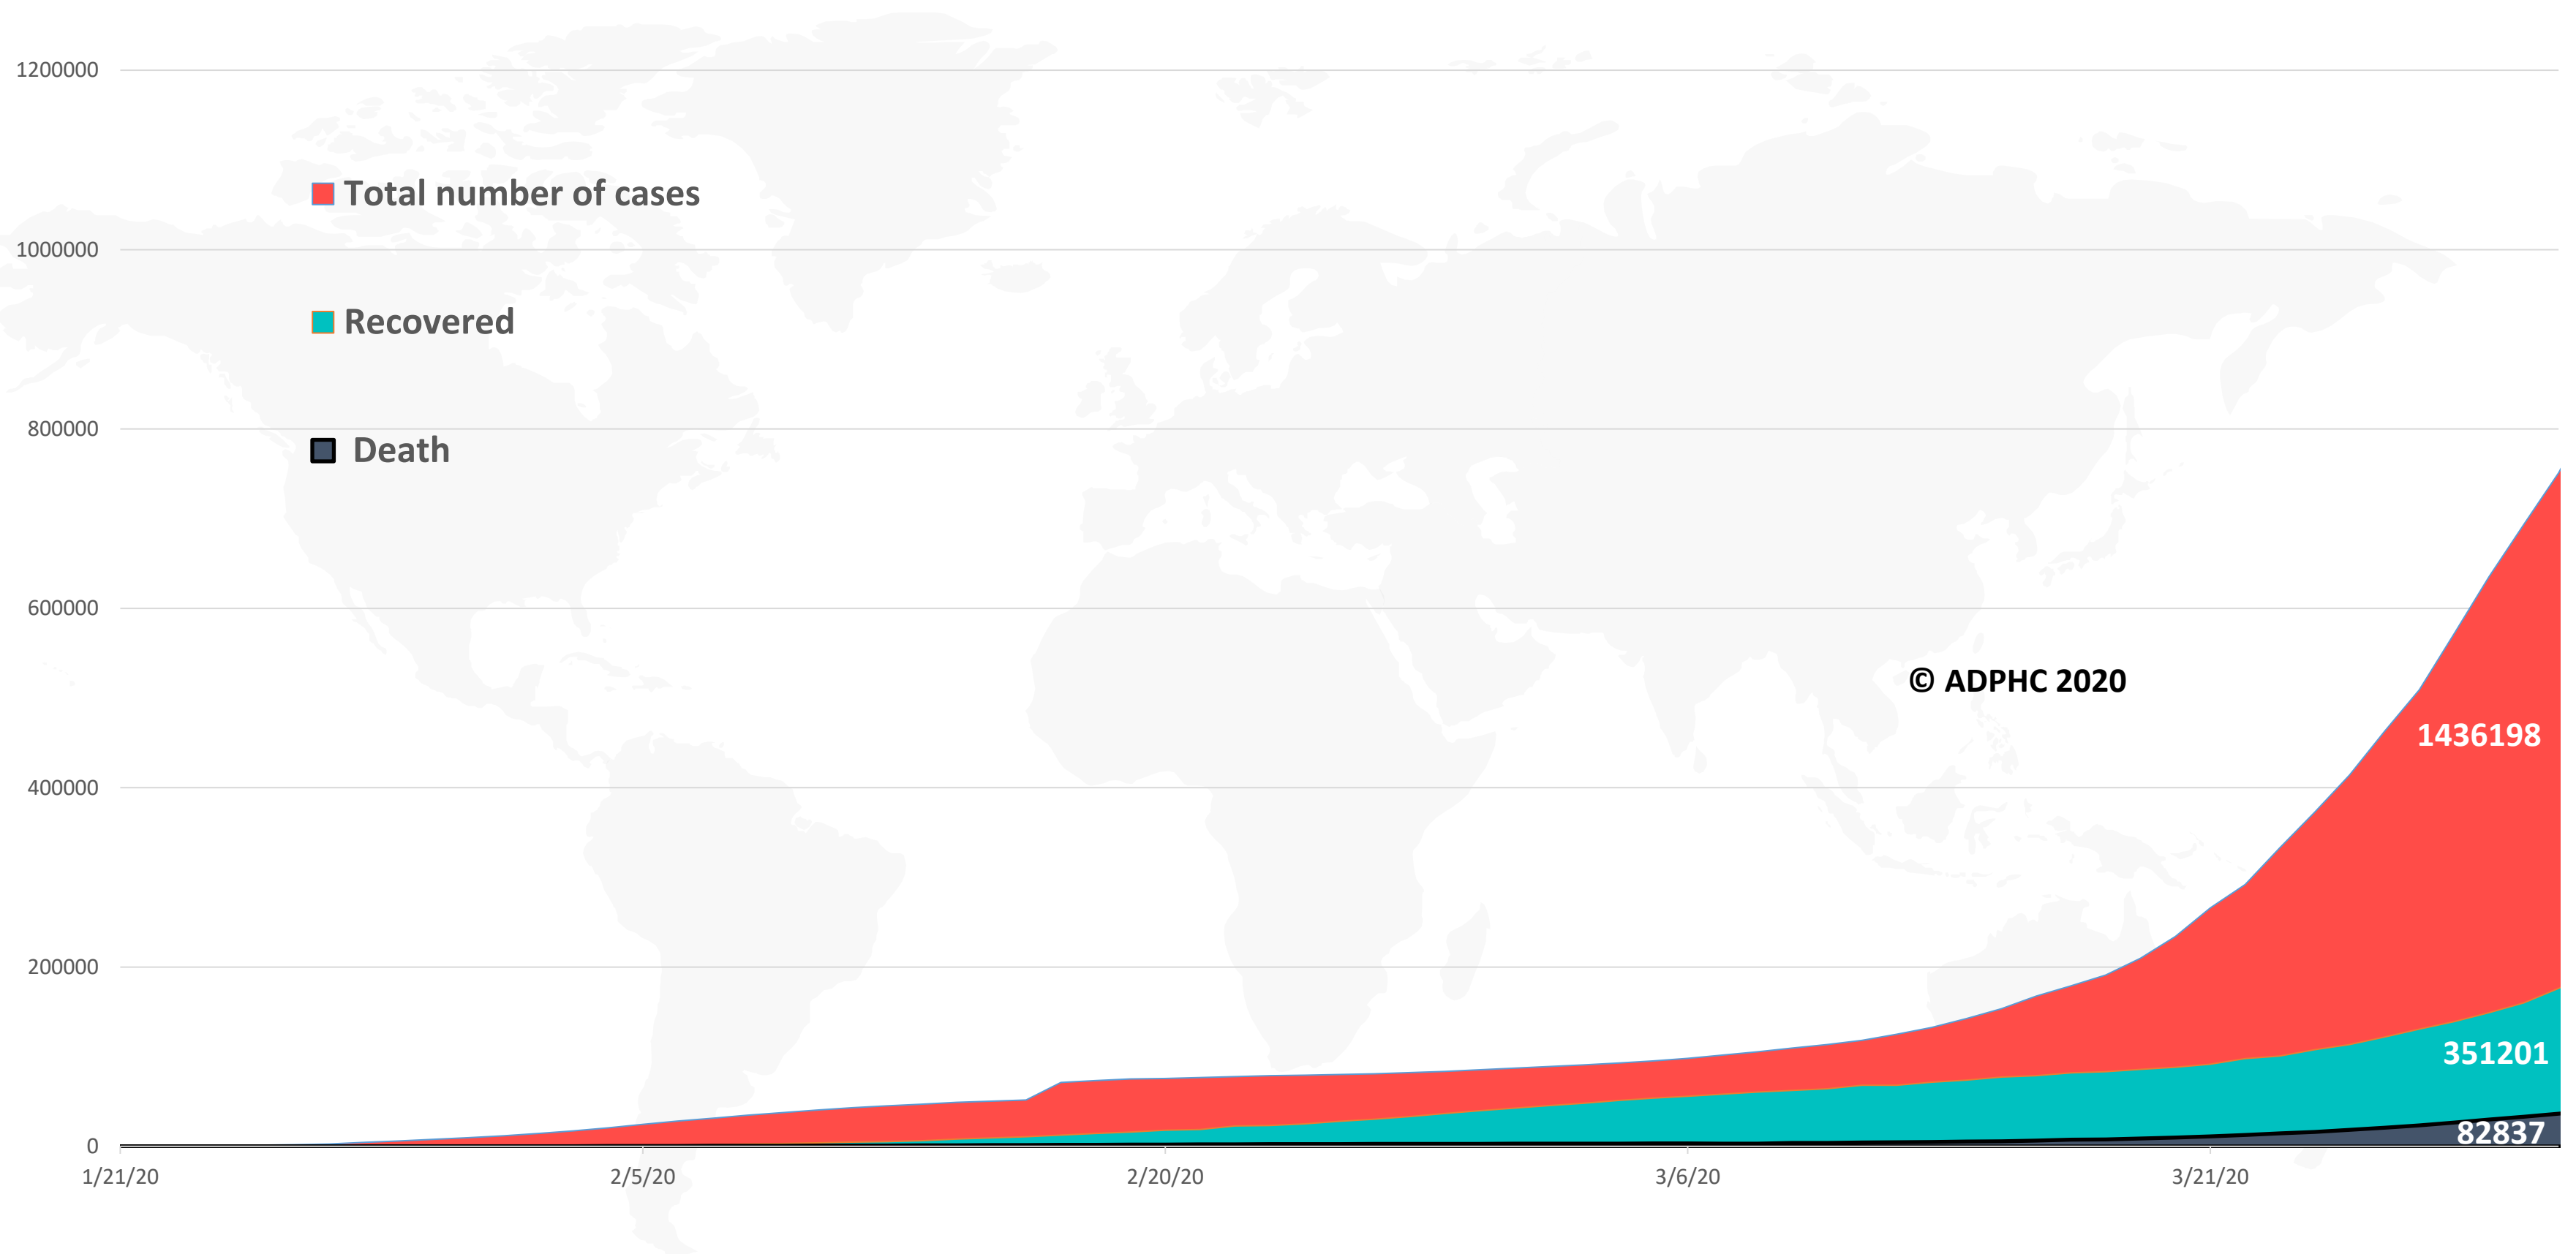 1200000
Total number of cases
1000000
Recovered
800000
Death
600000
© ADPHC 2020
1436198
400000
351201
200000
82837
0
1/21/20 2/5/20 2/20/20 3/6/20 3/21/20